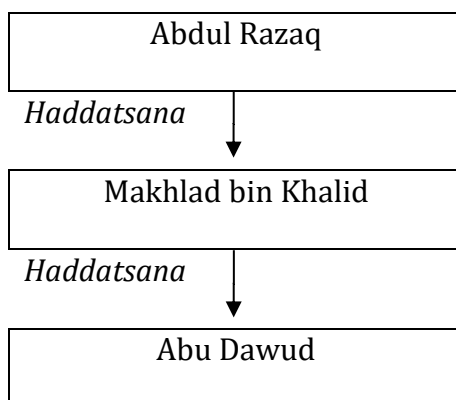 Abdul Razaq
Haddatsana
Makhlad bin Khalid
Haddatsana
Abu Dawud